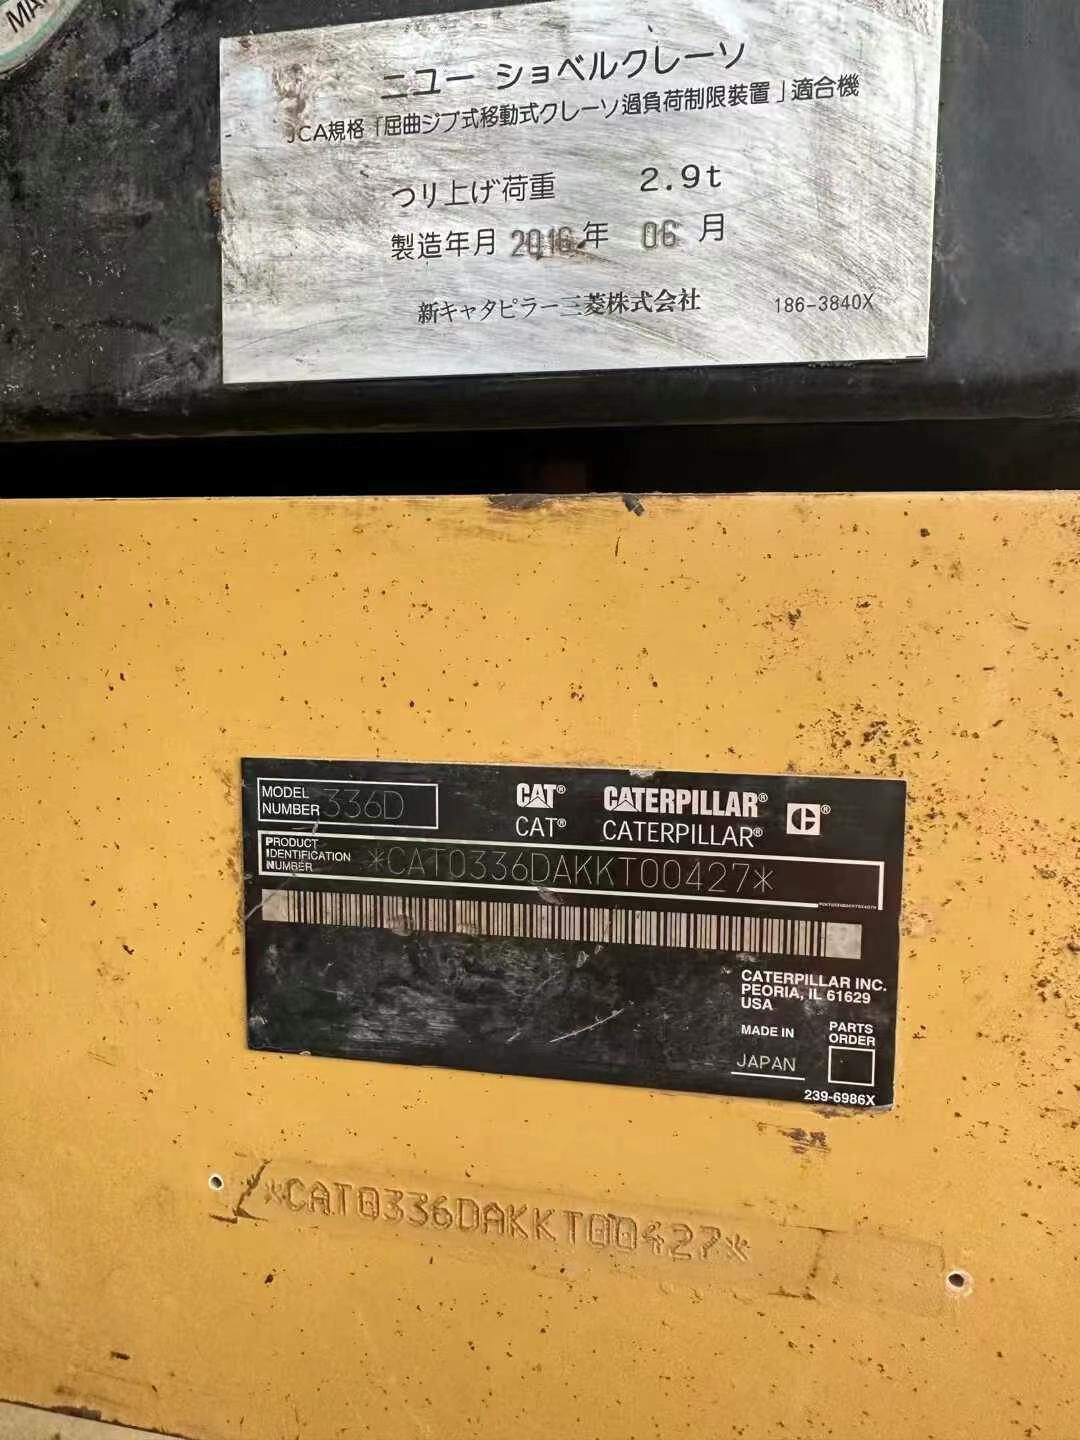 MA
ニユー ショベルクレーソ
JCA規格「屈曲ジブ式移動式クレーソ過負荷制限装置」適合機
つり上げ荷重 2.9t
製造年月 2016年 06月
新キャタピラー三菱株式会社 186-3840X
MODEL NUMBER 336D
CAT® CATERPILLAR® C®
CAT® CATERPILLAR®
PRODUCT IDENTIFICATION NUMBER *CAT0336DAKKT00427*
CATERPILLAR INC.
PEORIA, IL 61629
USA
MADE IN JAPAN
PARTS ORDER
239-6986X
*CAT0336DAKKT00427*